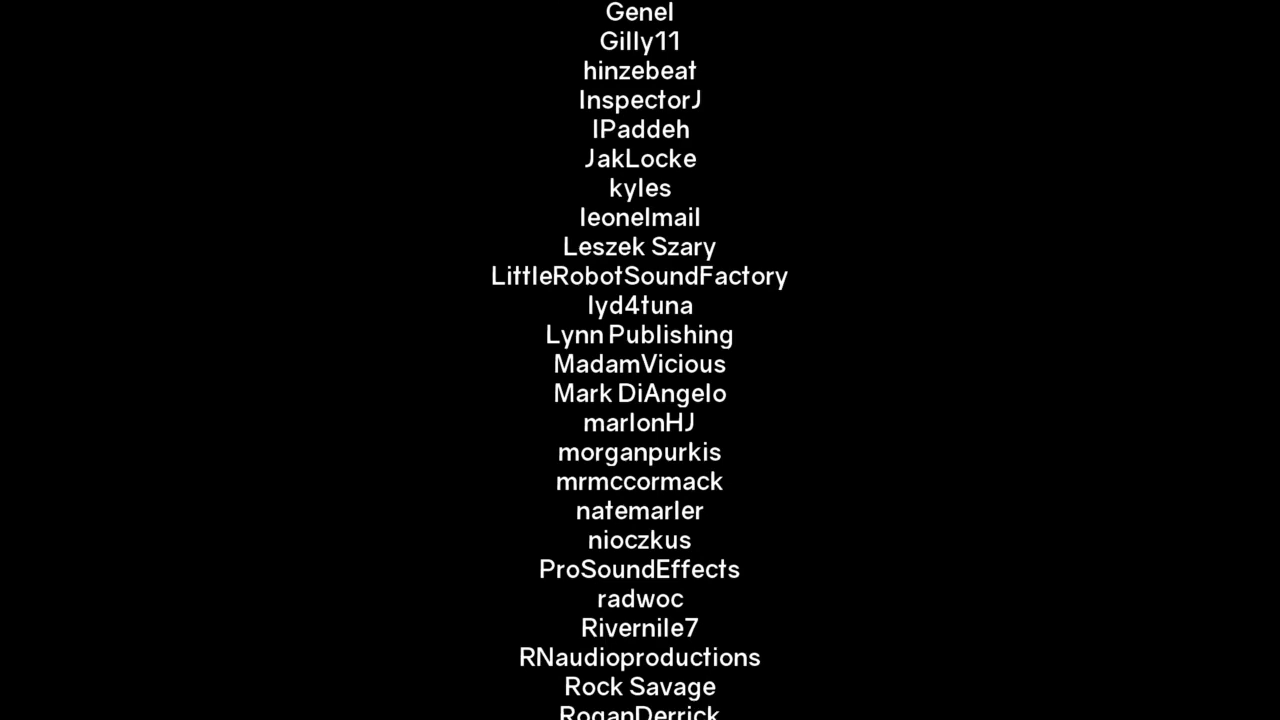 Genel
Gilly11
hinzebeat
InspectorJ
IPaddeh
JakLocke
kyles
leonelmail
Leszek Szary
LittleRobotSoundFactory
lyd4tuna
Lynn Publishing
MadamVicious
Mark DiAngelo
marlonHJ
morganpurkis
mrmccormack
natemarler
nioczkus
ProSoundEffects
radwoc
Rivernile7
RNaudioproductions
Rock Savage
RoganDerrick